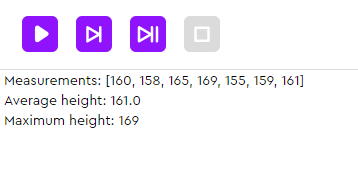 Measurements: [160, 158, 165, 169, 155, 159, 161]
Average height: 161.0
Maximum height: 169